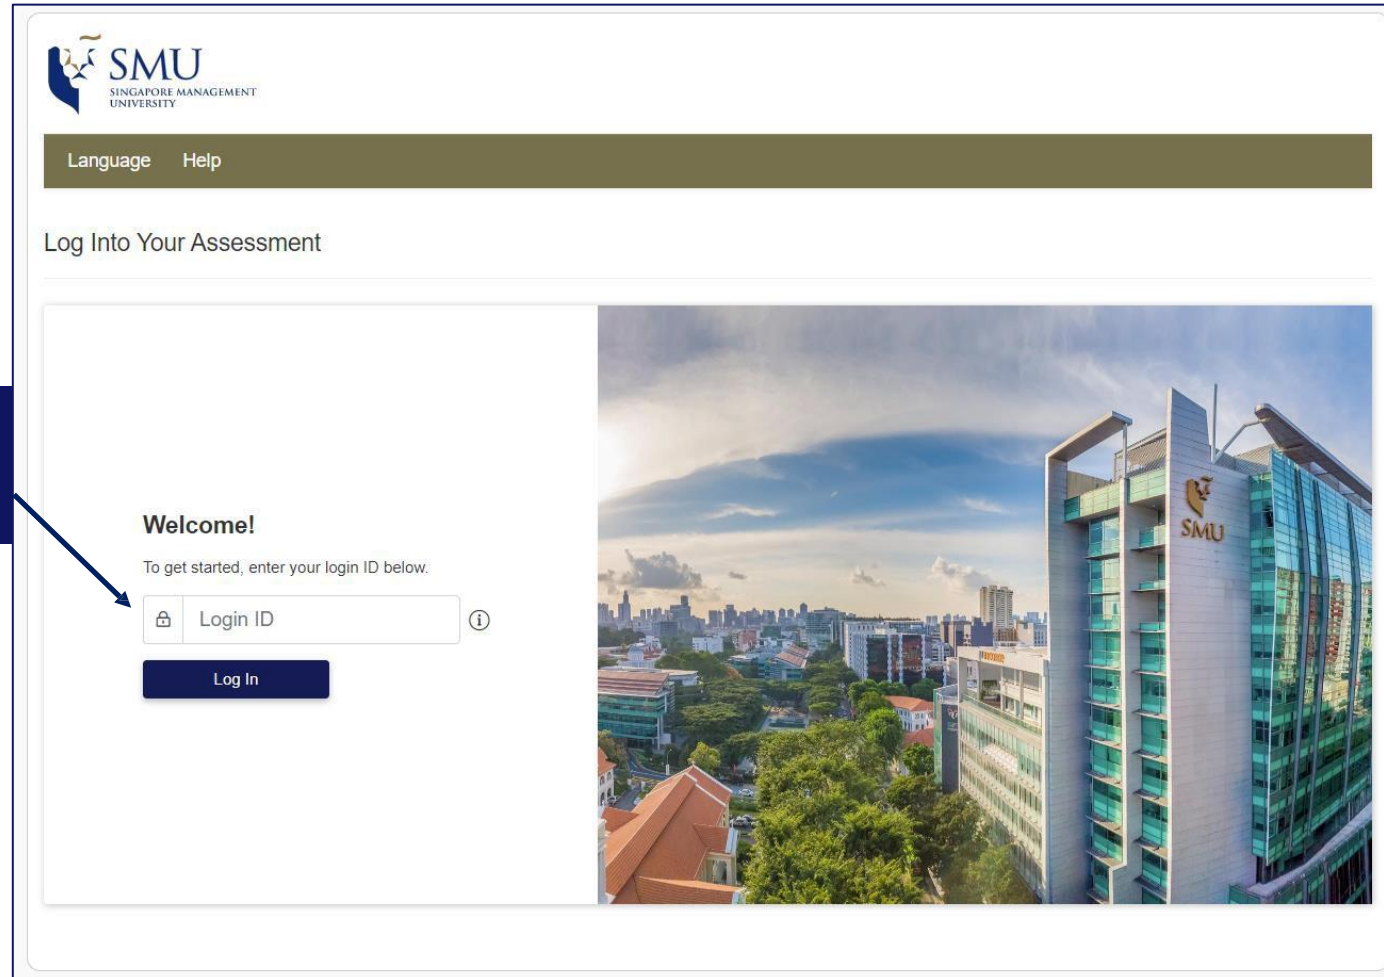 SMU
SINGAPORE MANAGEMENT
UNIVERSITY
Language Help
Log Into Your Assessment
Welcome!
To get started, enter your login ID below.
Login ID
Log In
SMU